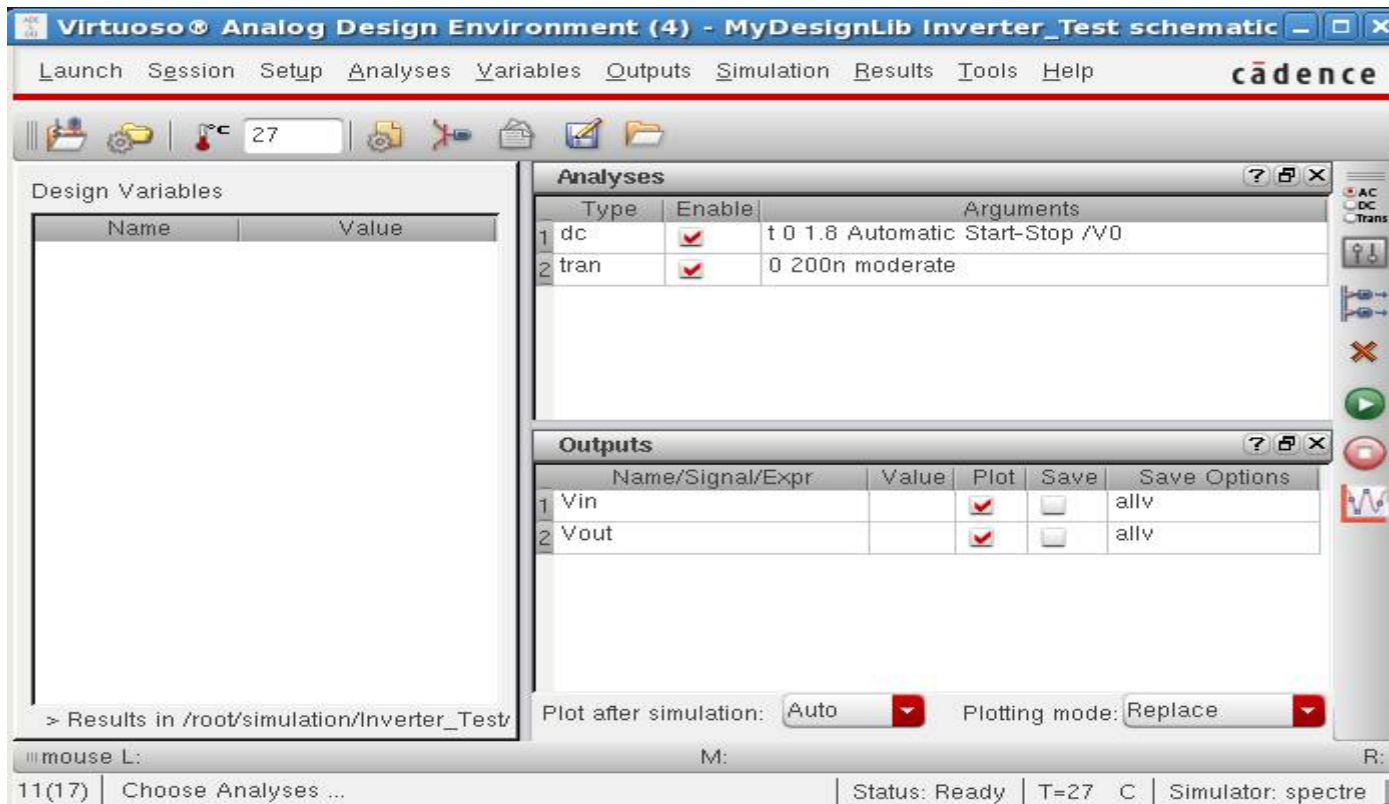 Virtuoso® Analog Design Environment (4) - MyDesignLib Inverter_Test schematic
Launch Session Setup Analyses Variables Outputs Simulation Results Tools Help cādence
°C 27
Design Variables
Name Value
> Results in /root/simulation/Inverter_Test/
Analyses
Type Enable Arguments
1 dc t 0 1.8 Automatic Start-Stop /V0
2 tran 0 200n moderate
AC
DC
Trans
Outputs
Name/Signal/Expr Value Plot Save Save Options
1 Vin allv
2 Vout allv
Plot after simulation: Auto Plotting mode: Replace
mouse L: M: R:
11(17) Choose Analyses ... Status: Ready T=27 C Simulator: spectre